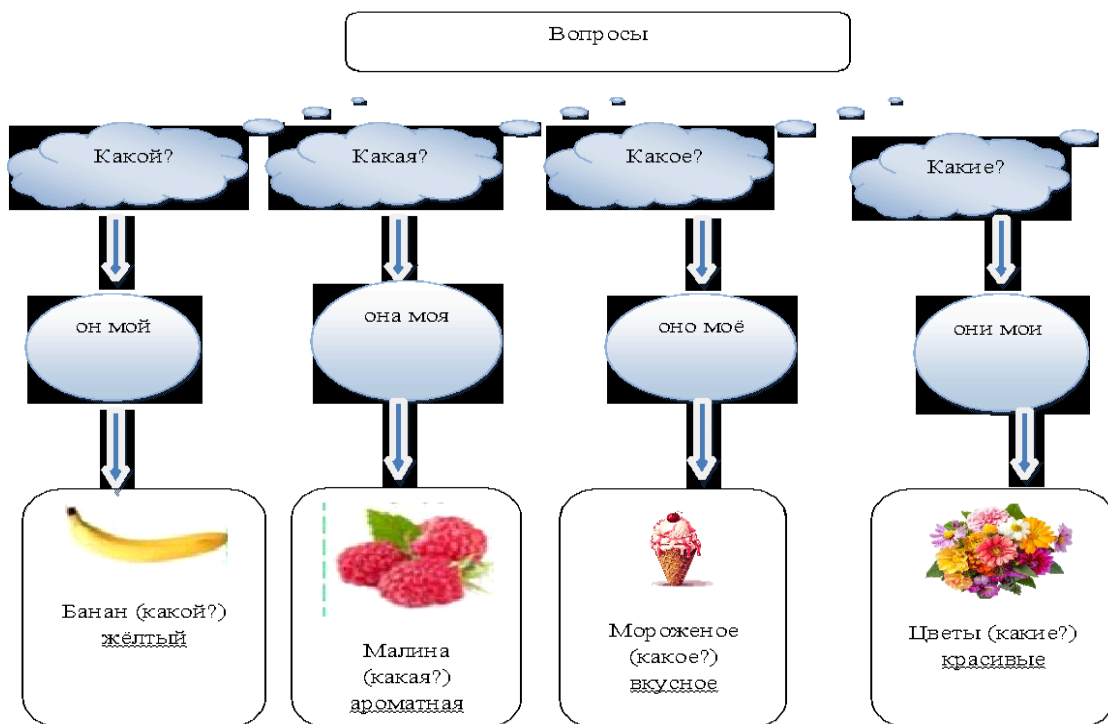 Вопросы
Какой?
Какая?
Какое?
Какие?
он мой
она моя
оно моё
они мои
Банан (какой?)
жёлтый
Малина
(какая?)
ароматная
Мороженое
(какое?)
вкусное
Цветы (какие?)
красивые